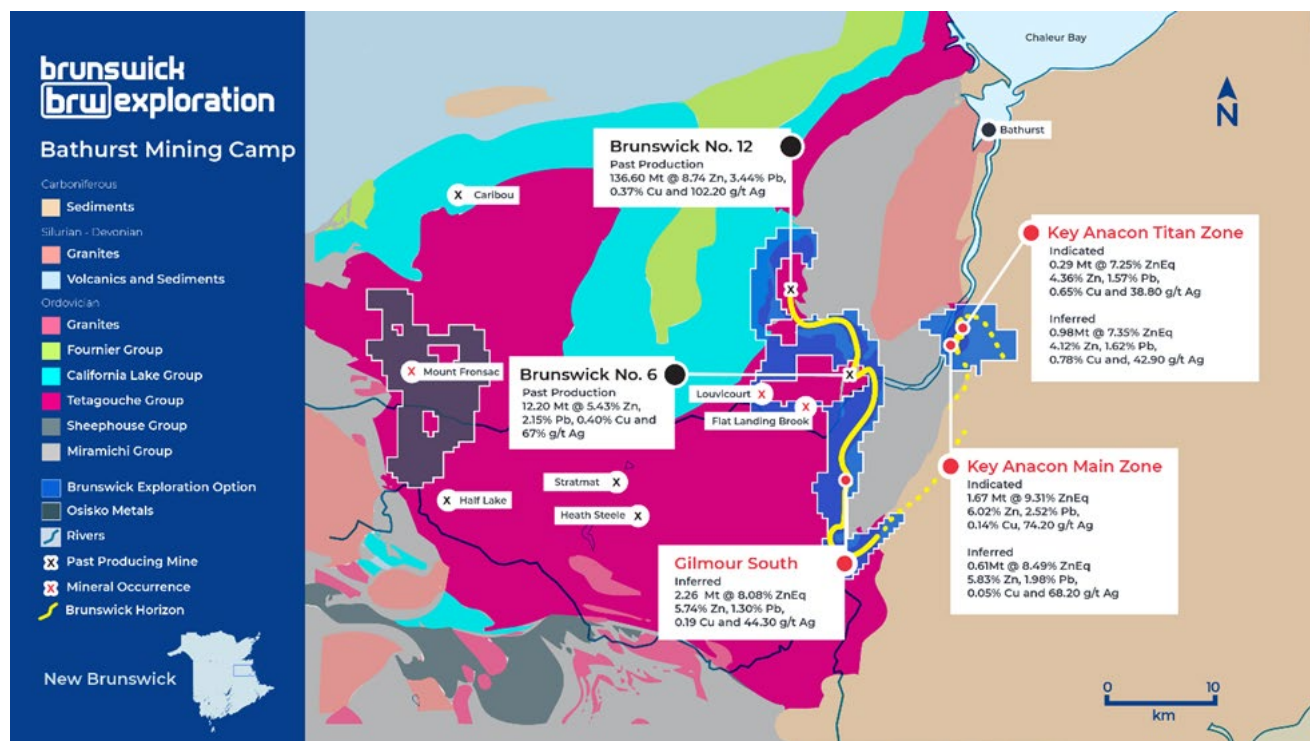 brunswick
brw exploration
Bathurst Mining Camp
Carboniferous
Sediments
Silurian - Devonian
Granites
Volcanics and Sediments
Ordovician
Granites
Fournier Group
California Lake Group
Tetagouche Group
Sheephouse Group
Miramichi Group
Brunswick Exploration Option
Osisko Metals
Rivers
X Past Producing Mine
X Mineral Occurrence
Brunswick Horizon
New Brunswick
Chaleur Bay
N
Bathurst
Brunswick No. 12
Past Production
136.60 Mt @ 8.74 Zn, 3.44% Pb,
0.37% Cu and 102.20 g/t Ag
X Caribou
Key Anacon Titan Zone
Indicated
0.29 Mt @ 7.25% ZnEq
4.36% Zn, 1.57% Pb,
0.65% Cu and 38.80 g/t Ag
Inferred
0.98Mt @ 7.35% ZnEq
4.12% Zn, 1.62% Pb,
0.78% Cu and, 42.90 g/t Ag
X
X Mount Fronsac
Brunswick No. 6
Past Production
12.20 Mt @ 5.43% Zn,
2.15% Pb, 0.40% Cu and
67% g/t Ag
X
Louvicourt X
X
Flat Landing Brook
Stratmat X
X Half Lake
Heath Steele X
Key Anacon Main Zone
Indicated
1.67 Mt @ 9.31% ZnEq
6.02% Zn, 2.52% Pb,
0.14% Cu, 74.20 g/t Ag
Inferred
0.61Mt @ 8.49% ZnEq
5.83% Zn, 1.98% Pb,
0.05% Cu and 68.20 g/t Ag
Gilmour South
Inferred
2.26 Mt @ 8.08% ZnEq
5.74% Zn, 1.30% Pb,
0.19 Cu and 44.30 g/t Ag
0 10
km